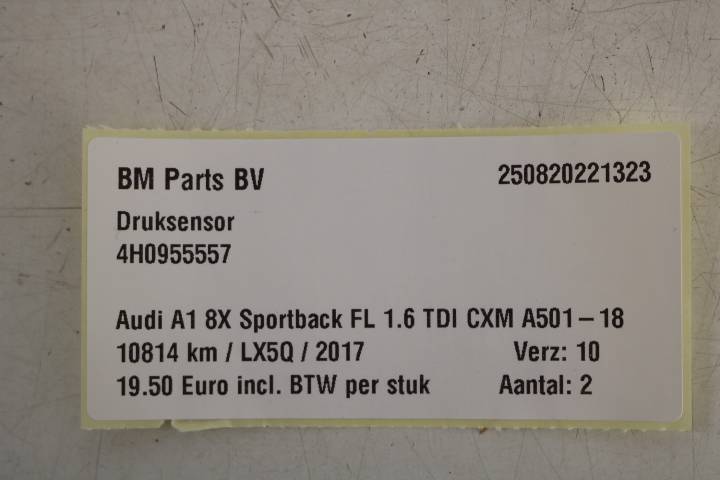 BM Parts BV 250820221323
Druksensor
4H0955557
Audi A1 8X Sportback FL 1.6 TDI CXM A501-18
10814 km / LX5Q / 2017 Verz: 10
19.50 Euro incl. BTW per stuk Aantal: 2